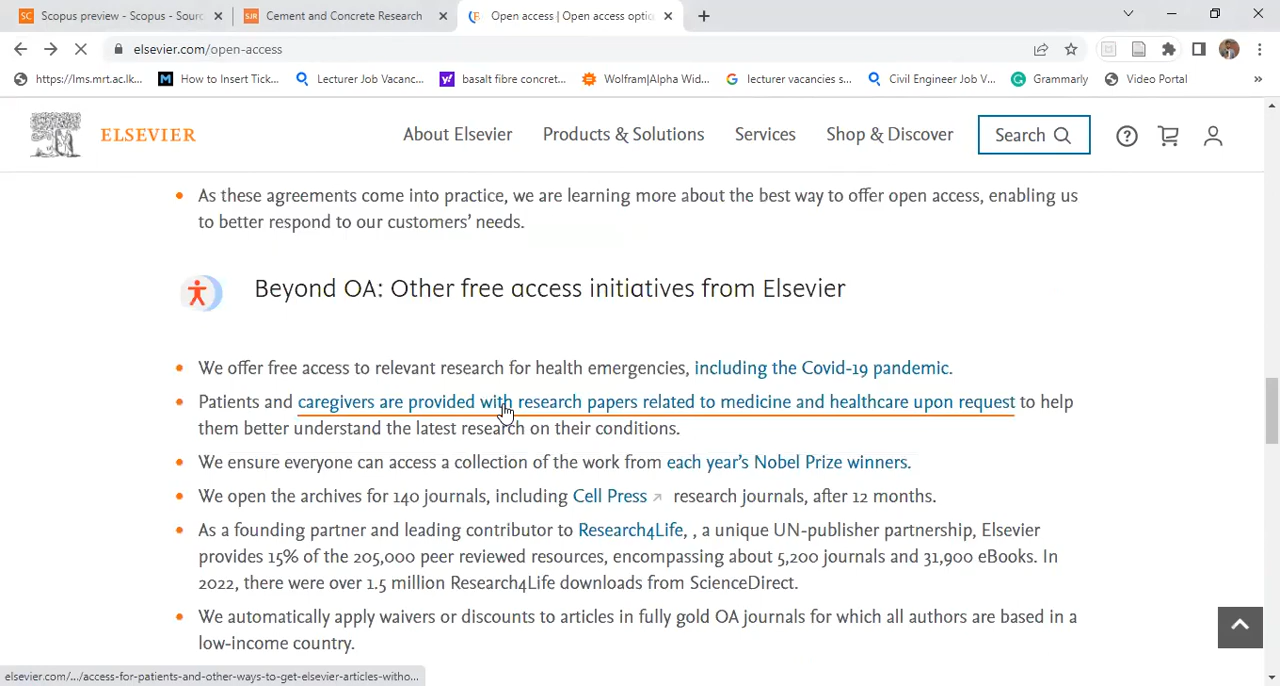 SC Scopus preview - Scopus - Sour
SJR Cement and Concrete Research
Open access | Open access optio
elsevier.com/open-access
https://lms.mrt.ac.lk...
M How to Insert Tick...
Lecturer Job Vacanc...
basalt fibre concret...
Wolfram|Alpha Wid...
lecturer vacancies s...
Civil Engineer Job V...
Grammarly
Video Portal
»
ELSEVIER
About Elsevier
Products & Solutions
Services
Shop & Discover
Search
As these agreements come into practice, we are learning more about the best way to offer open access, enabling us
to better respond to our customers’ needs.
Beyond OA: Other free access initiatives from Elsevier
We offer free access to relevant research for health emergencies, including the Covid-19 pandemic.
Patients and caregivers are provided with research papers related to medicine and healthcare upon request to help
them better understand the latest research on their conditions.
We ensure everyone can access a collection of the work from each year’s Nobel Prize winners.
We open the archives for 140 journals, including Cell Press ↗ research journals, after 12 months.
As a founding partner and leading contributor to Research4Life, , a unique UN-publisher partnership, Elsevier
provides 15% of the 205,000 peer reviewed resources, encompassing about 5,200 journals and 31,900 eBooks. In
2022, there were over 1.5 million Research4Life downloads from ScienceDirect.
We automatically apply waivers or discounts to articles in fully gold OA journals for which all authors are based in a
low-income country.
elsevier.com/.../access-for-patients-and-other-ways-to-get-elsevier-articles-witho...